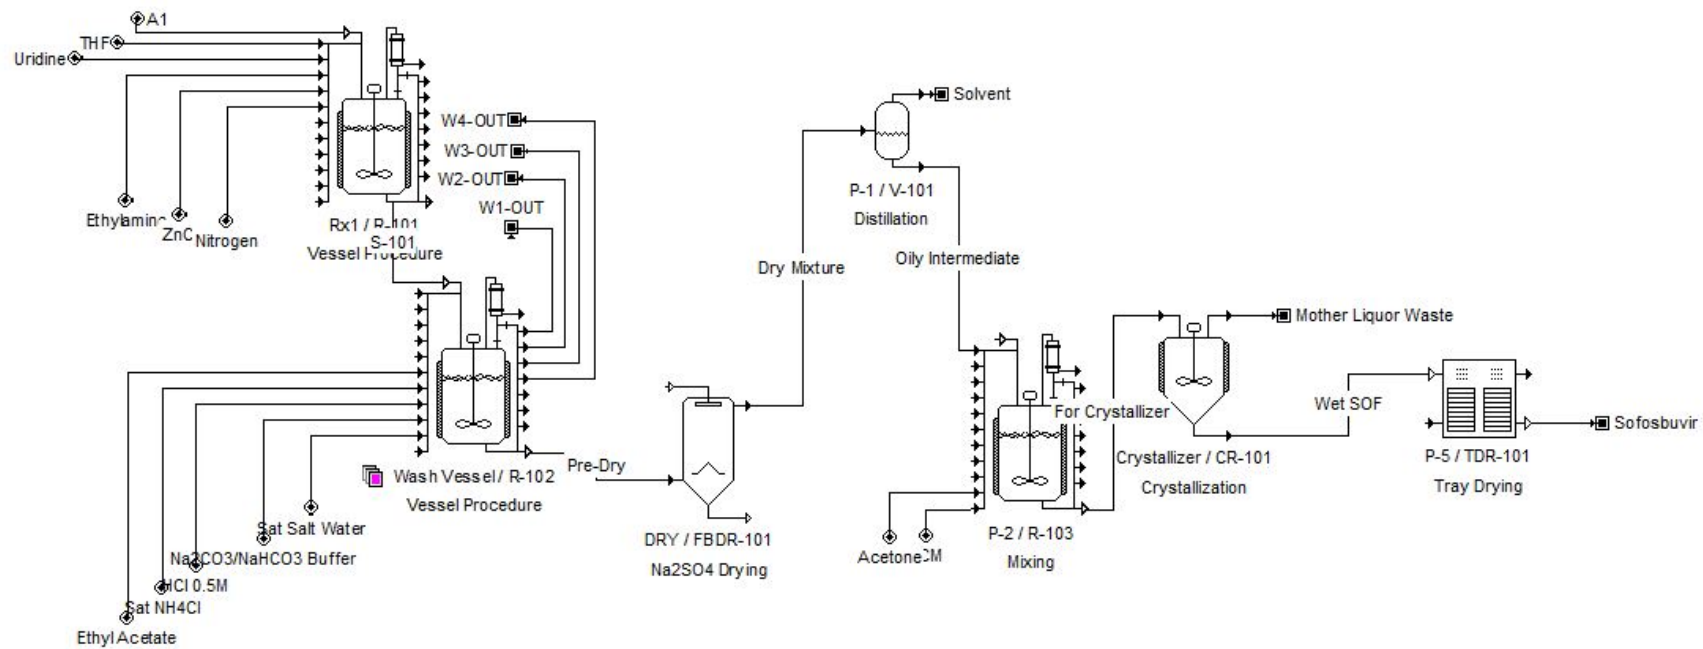 A1
THF
Uridine
Ethylamine
ZnC
Nitrogen
Rx1 / R-101
S-101
Vessel Procedure
W4-OUT
W3-OUT
W2-OUT
W1-OUT
Wash Vessel / R-102
Vessel Procedure
Sat Salt Water
Na2CO3/NaHCO3 Buffer
HCl 0.5M
Sat NH4Cl
Ethyl Acetate
Pre-Dry
DRY / FBDR-101
Na2SO4 Drying
Dry Mixture
Solvent
P-1 / V-101
Distillation
Oily Intermediate
For Crystallizer
Acetone
P-2 / R-103
Mixing
Mother Liquor Waste
Crystallizer / CR-101
Crystallization
Wet SOF
P-5 / TDR-101
Tray Drying
Sofosbuvir